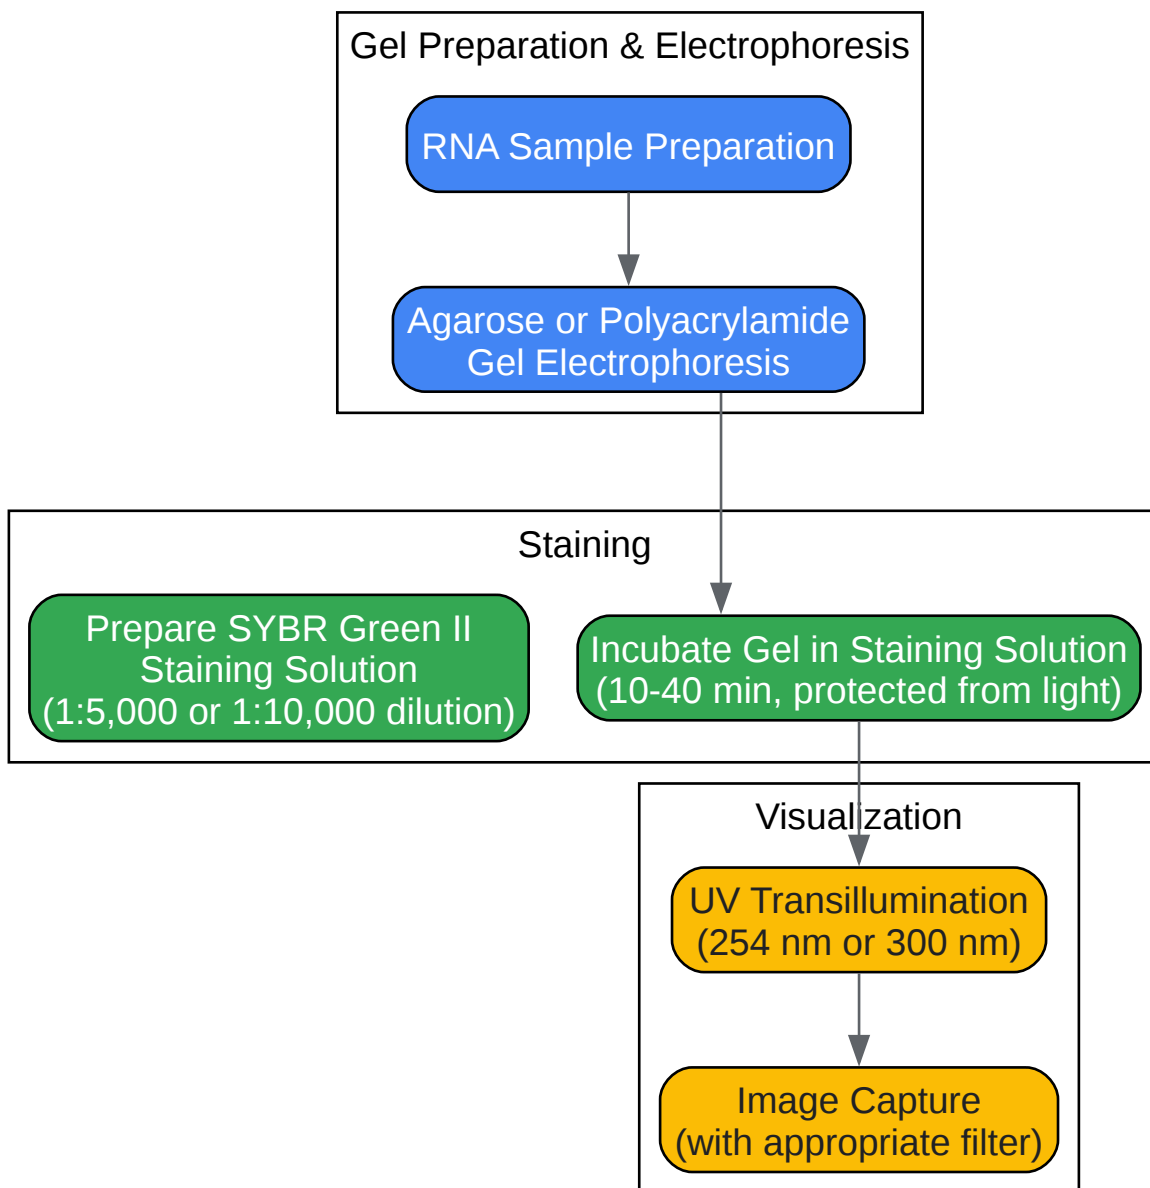 Gel Preparation & Electrophoresis
RNA Sample Preparation
Agarose or Polyacrylamide
Gel Electrophoresis
Staining
Prepare SYBR Green II
Staining Solution
(1:5,000 or 1:10,000 dilution)
Incubate Gel in Staining Solution
(10-40 min, protected from light)
Visualization
UV Transillumination
(254 nm or 300 nm)
Image Capture
(with appropriate filter)